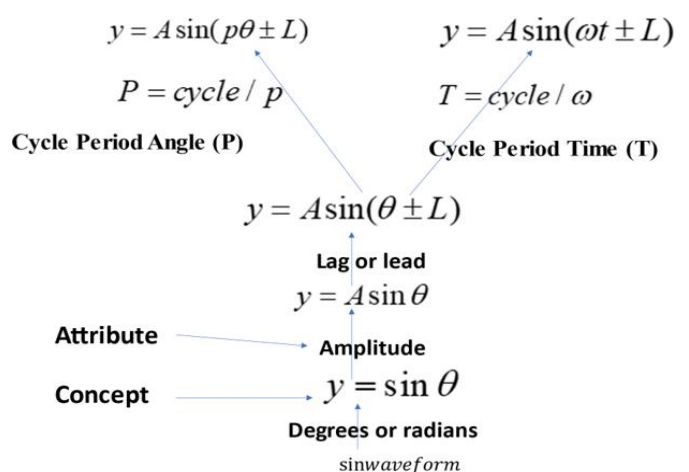 y = A sin(pθ ± L)
y = A sin(ωt ± L)
P = cycle / p
T = cycle / ω
Cycle Period Angle (P)
Cycle Period Time (T)
y = A sin(θ ± L)
Lag or lead
y = A sin θ
Attribute
Amplitude
Concept
y = sin θ
Degrees or radians
sinwaveform